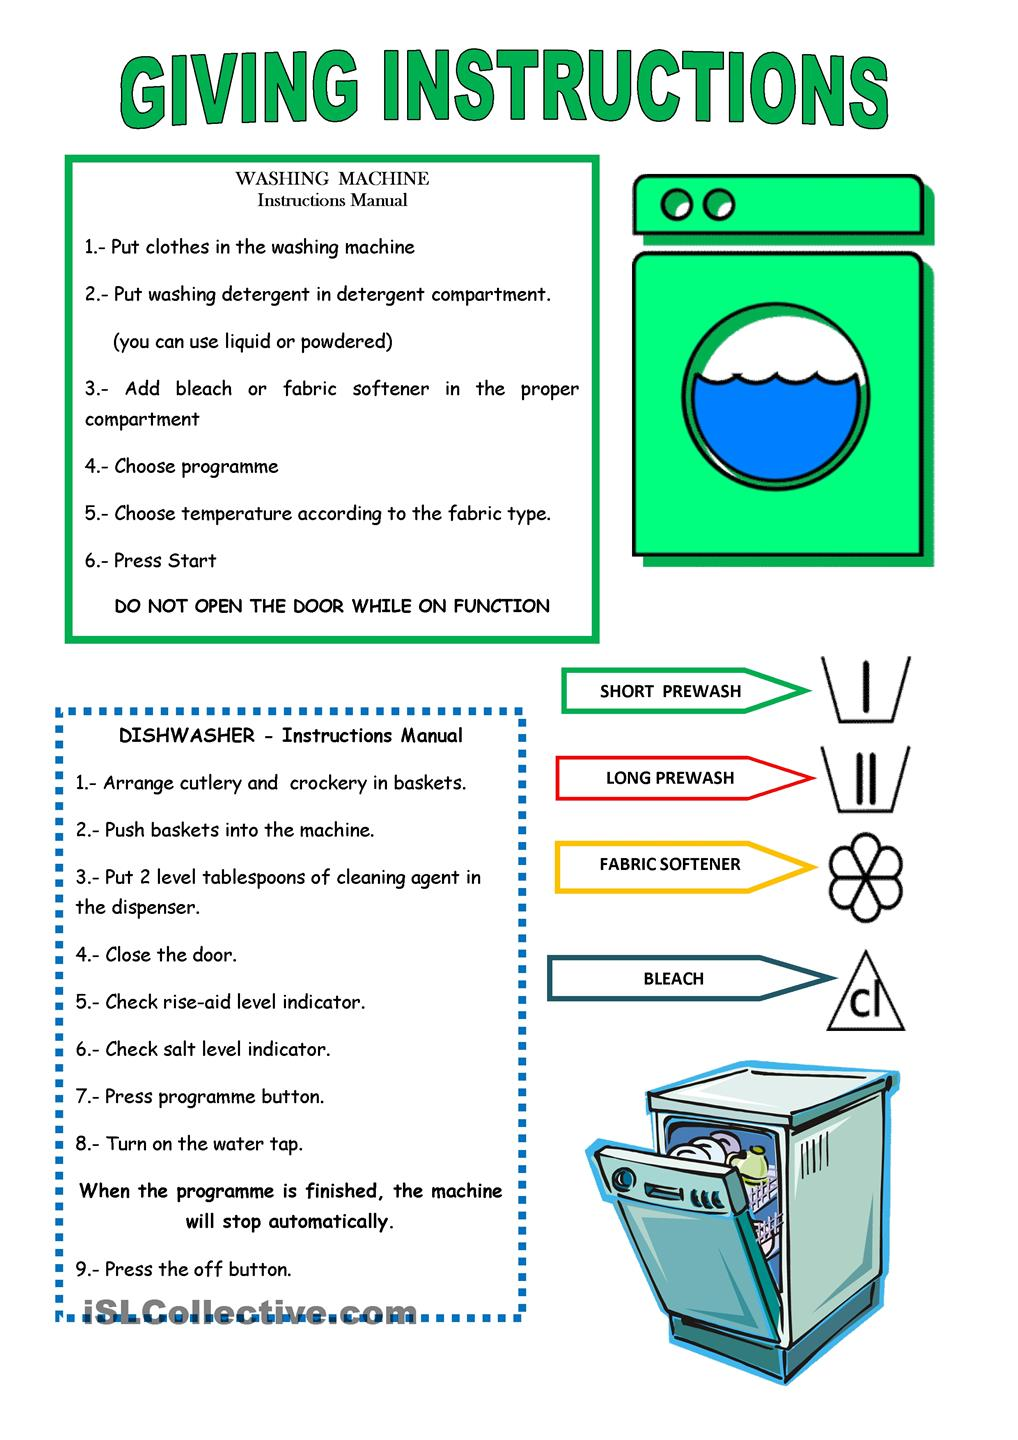 GIVING INSTRUCTIONS
WASHING MACHINE
Instructions Manual
1.- Put clothes in the washing machine
2.- Put washing detergent in detergent compartment.
(you can use liquid or powdered)
3.- Add bleach or fabric softener in the proper
compartment
4.- Choose programme
5.- Choose temperature according to the fabric type.
6.- Press Start
DO NOT OPEN THE DOOR WHILE ON FUNCTION
SHORT PREWASH
I
LONG PREWASH
II
FABRIC SOFTENER
BLEACH
cl
DISHWASHER - Instructions Manual
1.- Arrange cutlery and crockery in baskets.
2.- Push baskets into the machine.
3.- Put 2 level tablespoons of cleaning agent in
the dispenser.
4.- Close the door.
5.- Check rise-aid level indicator.
6.- Check salt level indicator.
7.- Press programme button.
8.- Turn on the water tap.
When the programme is finished, the machine
will stop automatically.
9.- Press the off button.
iSLCollective.com